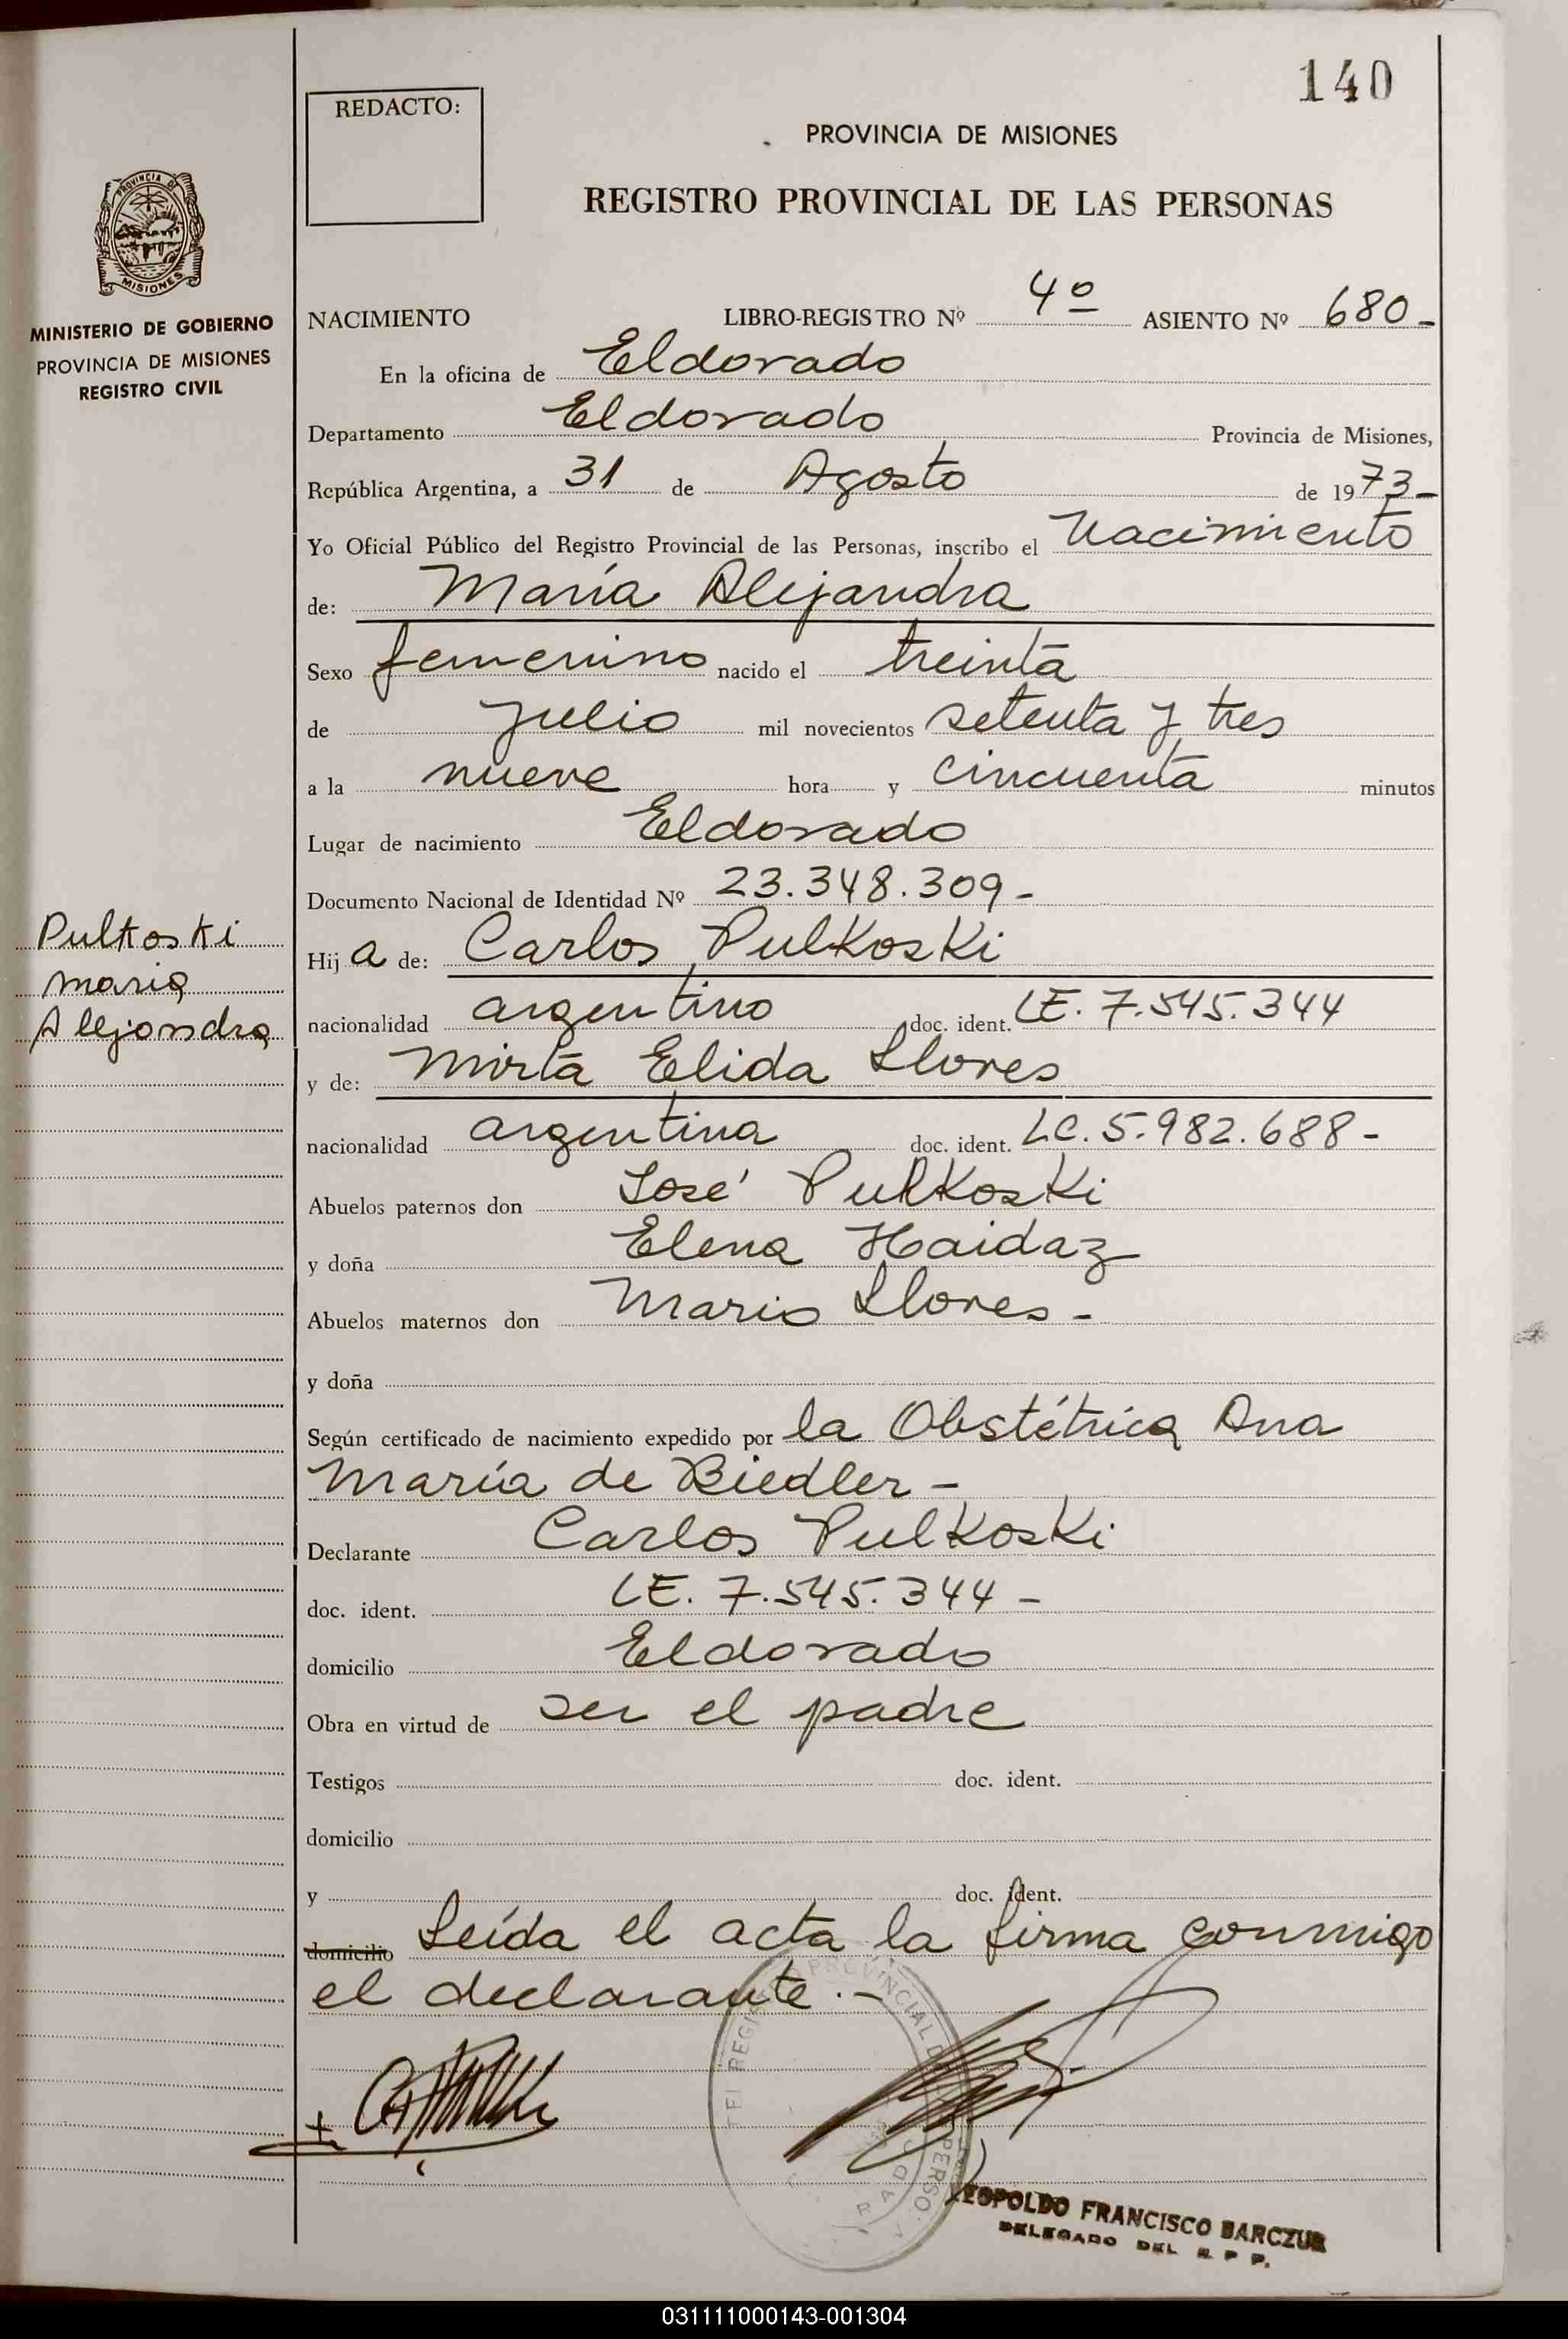 140
REDACTO:
PROVINCIA DE MISIONES
REGISTRO PROVINCIAL DE LAS PERSONAS
PROVINCIA DE
MISIONES
MINISTERIO DE GOBIERNO
PROVINCIA DE MISIONES
REGISTRO CIVIL
NACIMIENTO LIBRO-REGISTRO Nº 4º ASIENTO Nº 680-
En la oficina de Eldorado
Departamento Eldorado Provincia de Misiones,
República Argentina, a 31 de Agosto de 1973-
Yo Oficial Público del Registro Provincial de las Personas, inscribo el Nacimiento
de: María Alejandra
Sexo femenino nacido el treinta
de julio mil novecientos setenta y tres
a la nueve hora y cincuenta minutos
Lugar de nacimiento Eldorado
Documento Nacional de Identidad Nº 23.348.309-
Pulkoski
Maria
Alejandra
Hija de: Carlos Pulkoski
nacionalidad argentino doc. ident. LE. 7.545.344
y de: Mirta Elida Llores
nacionalidad argentina doc. ident. LC. 5.982.688-
Abuelos paternos don José Pulkoski
y doña Elena Haidaz
Abuelos maternos don Mario Llores-
y doña
Según certificado de nacimiento expedido por la Obstétrica Ana
María de Biedler-
Declarante Carlos Pulkoski
doc. ident. LE. 7.545.344-
domicilio Eldorado
Obra en virtud de ser el padre
Testigos doc. ident.
domicilio
y doc. ident.
domicilio Leída el acta la firma conmigo
el declarante.-
REGISTRO PROVINCIAL DE
LEOPOLDO FRANCISCO BARCZUK
DELEGADO DEL R P P.
031111000143-001304